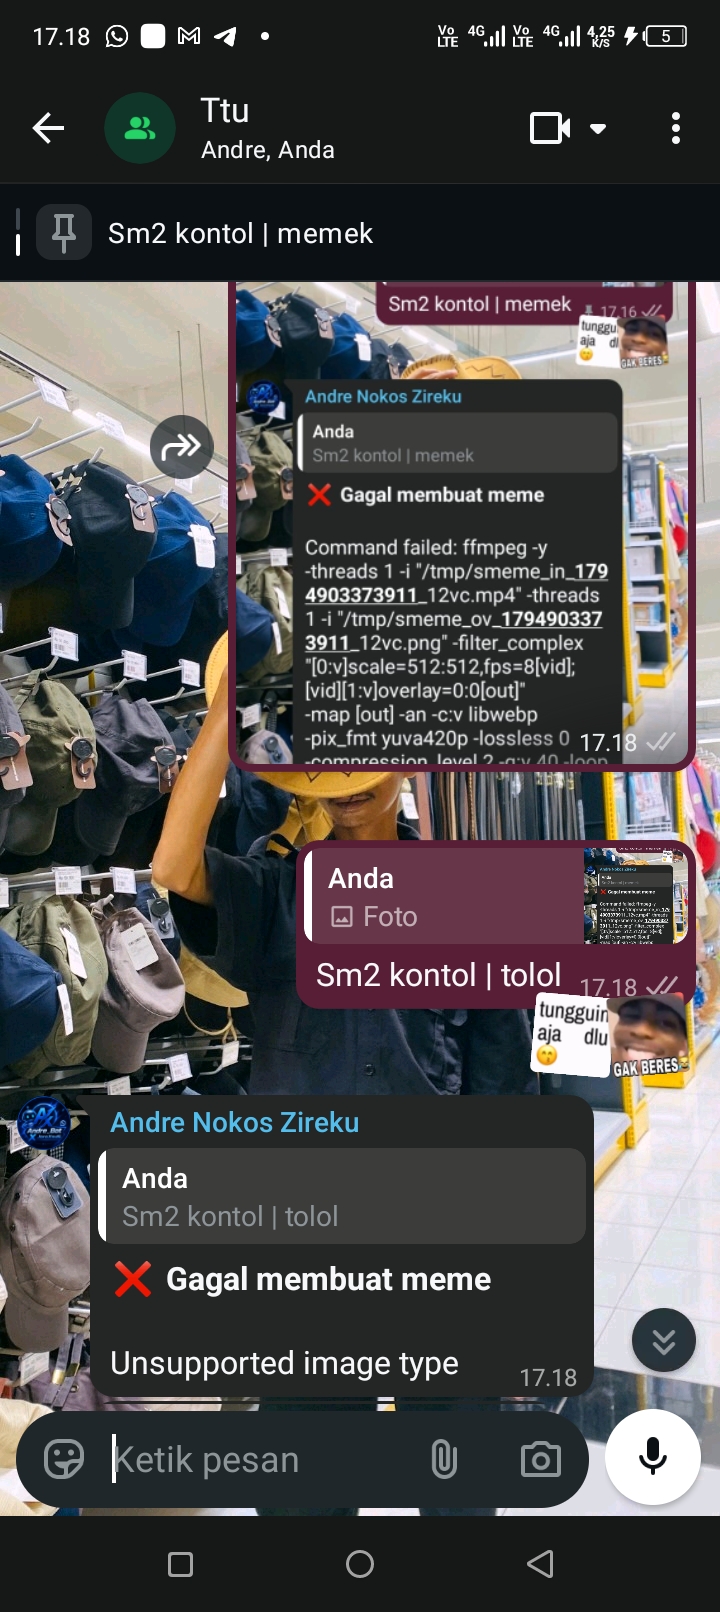 17.18
Vo LTE 4G Vo LTE 4G 4,25 K/S 5
Ttu
Andre, Anda
Sm2 kontol | memek
Sm2 kontol | memek 17.16
tunggu
aja dl
GAK BERES
Andre Nokos Zireku
Anda
Sm2 kontol | memek
❌ Gagal membuat meme
Command failed: ffmpeg -y
-threads 1 -i "/tmp/smeme_in_179
4903373911_12vc.mp4" -threads
1 -i "/tmp/smeme_ov_179490337
3911_12vc.png" -filter_complex
"[0:v]scale=512:512,fps=8[vid];
[vid][1:v]overlay=0:0[out]"
-map [out] -an -c:v libwebp
-pix_fmt yuva420p -lossless 0
-compression_level 2 -q:v 40 -loop
17.18
Anda
Foto
Sm2 kontol | tolol 17.18
tungguin
aja dlu
GAK BERES
Andre Nokos Zireku
Anda
Sm2 kontol | tolol
❌ Gagal membuat meme
Unsupported image type 17.18
Ketik pesan